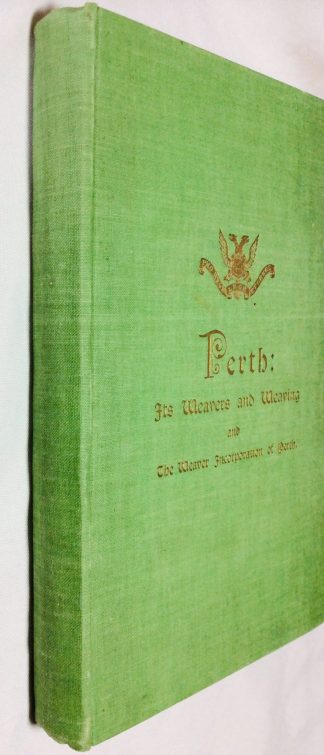 Perth:
Its Weavers and Weaving
and
The Weaver Incorporation of Perth.